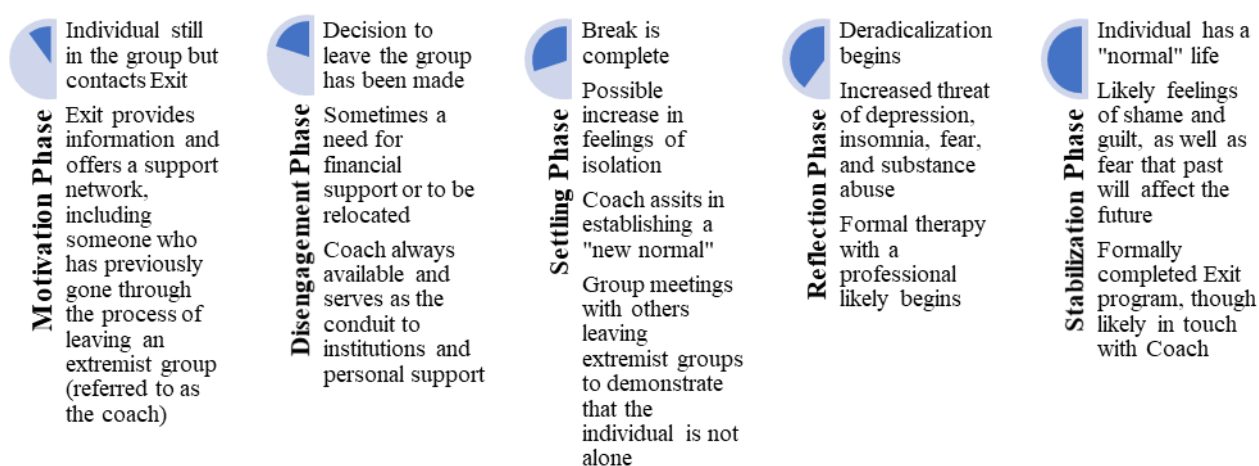 Motivation Phase
Individual still
in the group but
contacts Exit
Exit provides
information and
offers a support
network,
including
someone who
has previously
gone through
the process of
leaving an
extremist group
(referred to as
the coach)
Disengagement Phase
Decision to
leave the group
has been made
Sometimes a
need for
financial
support or to be
relocated
Coach always
available and
serves as the
conduit to
institutions and
personal support
Settling Phase
Break is
complete
Possible
increase in
feelings of
isolation
Coach assits in
establishing a
"new normal"
Group meetings
with others
leaving
extremist groups
to demonstrate
that the
individual is not
alone
Reflection Phase
Deradicalization
begins
Increased threat
of depression,
insomnia, fear,
and substance
abuse
Formal therapy
with a
professional
likely begins
Stabilization Phase
Individual has a
"normal" life
Likely feelings
of shame and
guilt, as well as
fear that past
will affect the
future
Formally
completed Exit
program, though
likely in touch
with Coach